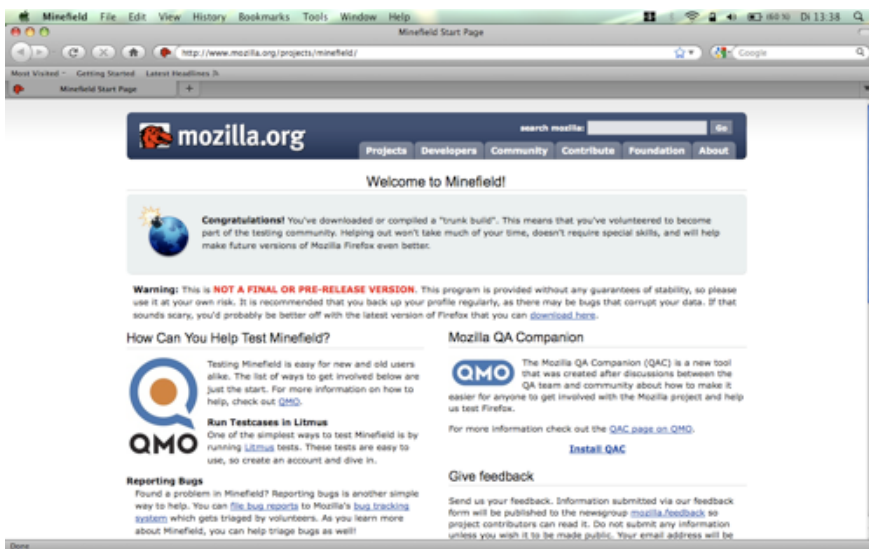 Minefield File Edit View History Bookmarks Tools Window Help (60%) Di 13:38
Minefield Start Page
http://www.mozilla.org/projects/minefield/ Google
Most Visited Getting Started Latest Headlines
Minefield Start Page +
mozilla.org
search mozilla: Go
Projects Developers Community Contribute Foundation About
Welcome to Minefield!
Congratulations! You've downloaded or compiled a "trunk build". This means that you've volunteered to become
part of the testing community. Helping out won't take much of your time, doesn't require special skills, and will help
make future versions of Mozilla Firefox even better.
Warning: This is NOT A FINAL OR PRE-RELEASE VERSION. This program is provided without any guarantees of stability, so please
use it at your own risk. It is recommended that you back up your profile regularly, as there may be bugs that corrupt your data. If that
sounds scary, you'd probably be better off with the latest version of Firefox that you can download here.
How Can You Help Test Minefield?
QMO
Testing Minefield is easy for new and old users
alike. The list of ways to get involved below are
just the start. For more information on how to
help, check out QMO.
Run Testcases in Litmus
One of the simplest ways to test Minefield is by
running Litmus tests. These tests are easy to
use, so create an account and dive in.
Reporting Bugs
Found a problem in Minefield? Reporting bugs is another simple
way to help. You can file bug reports to Mozilla's bug tracking
system which gets triaged by volunteers. As you learn more
about Minefield, you can help triage bugs as well!
Mozilla QA Companion
QMO
The Mozilla QA Companion (QAC) is a new tool
that was created after discussions between the
QA team and community about how to make it
easier for anyone to get involved with the Mozilla project and help
us test Firefox.
For more information check out the QAC page on QMO.
Install QAC
Give feedback
Send us your feedback. Information submitted via our feedback
form will be published to the newsgroup mozilla.feedback so
project contributors can read it. Do not submit any information
unless you wish it to be made public. Your email address will be
Done